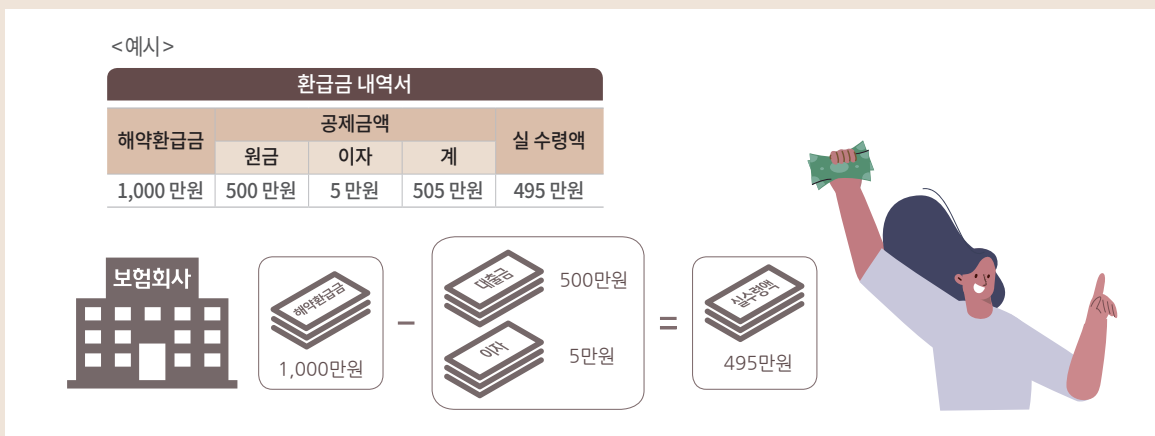 <예시>
환급금 내역서
해약환급금 공제금액 실 수령액
원금 이자 계
1,000 만원 500 만원 5 만원 505 만원 495 만원
보험회사
해약환급금
1,000만원
−
대출금 500만원
이자 5만원
=
실수령액
495만원